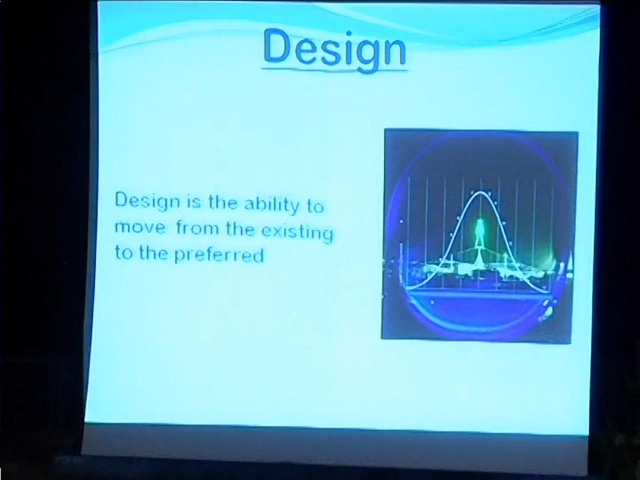 Design
Design is the ability to
move from the existing
to the preferred